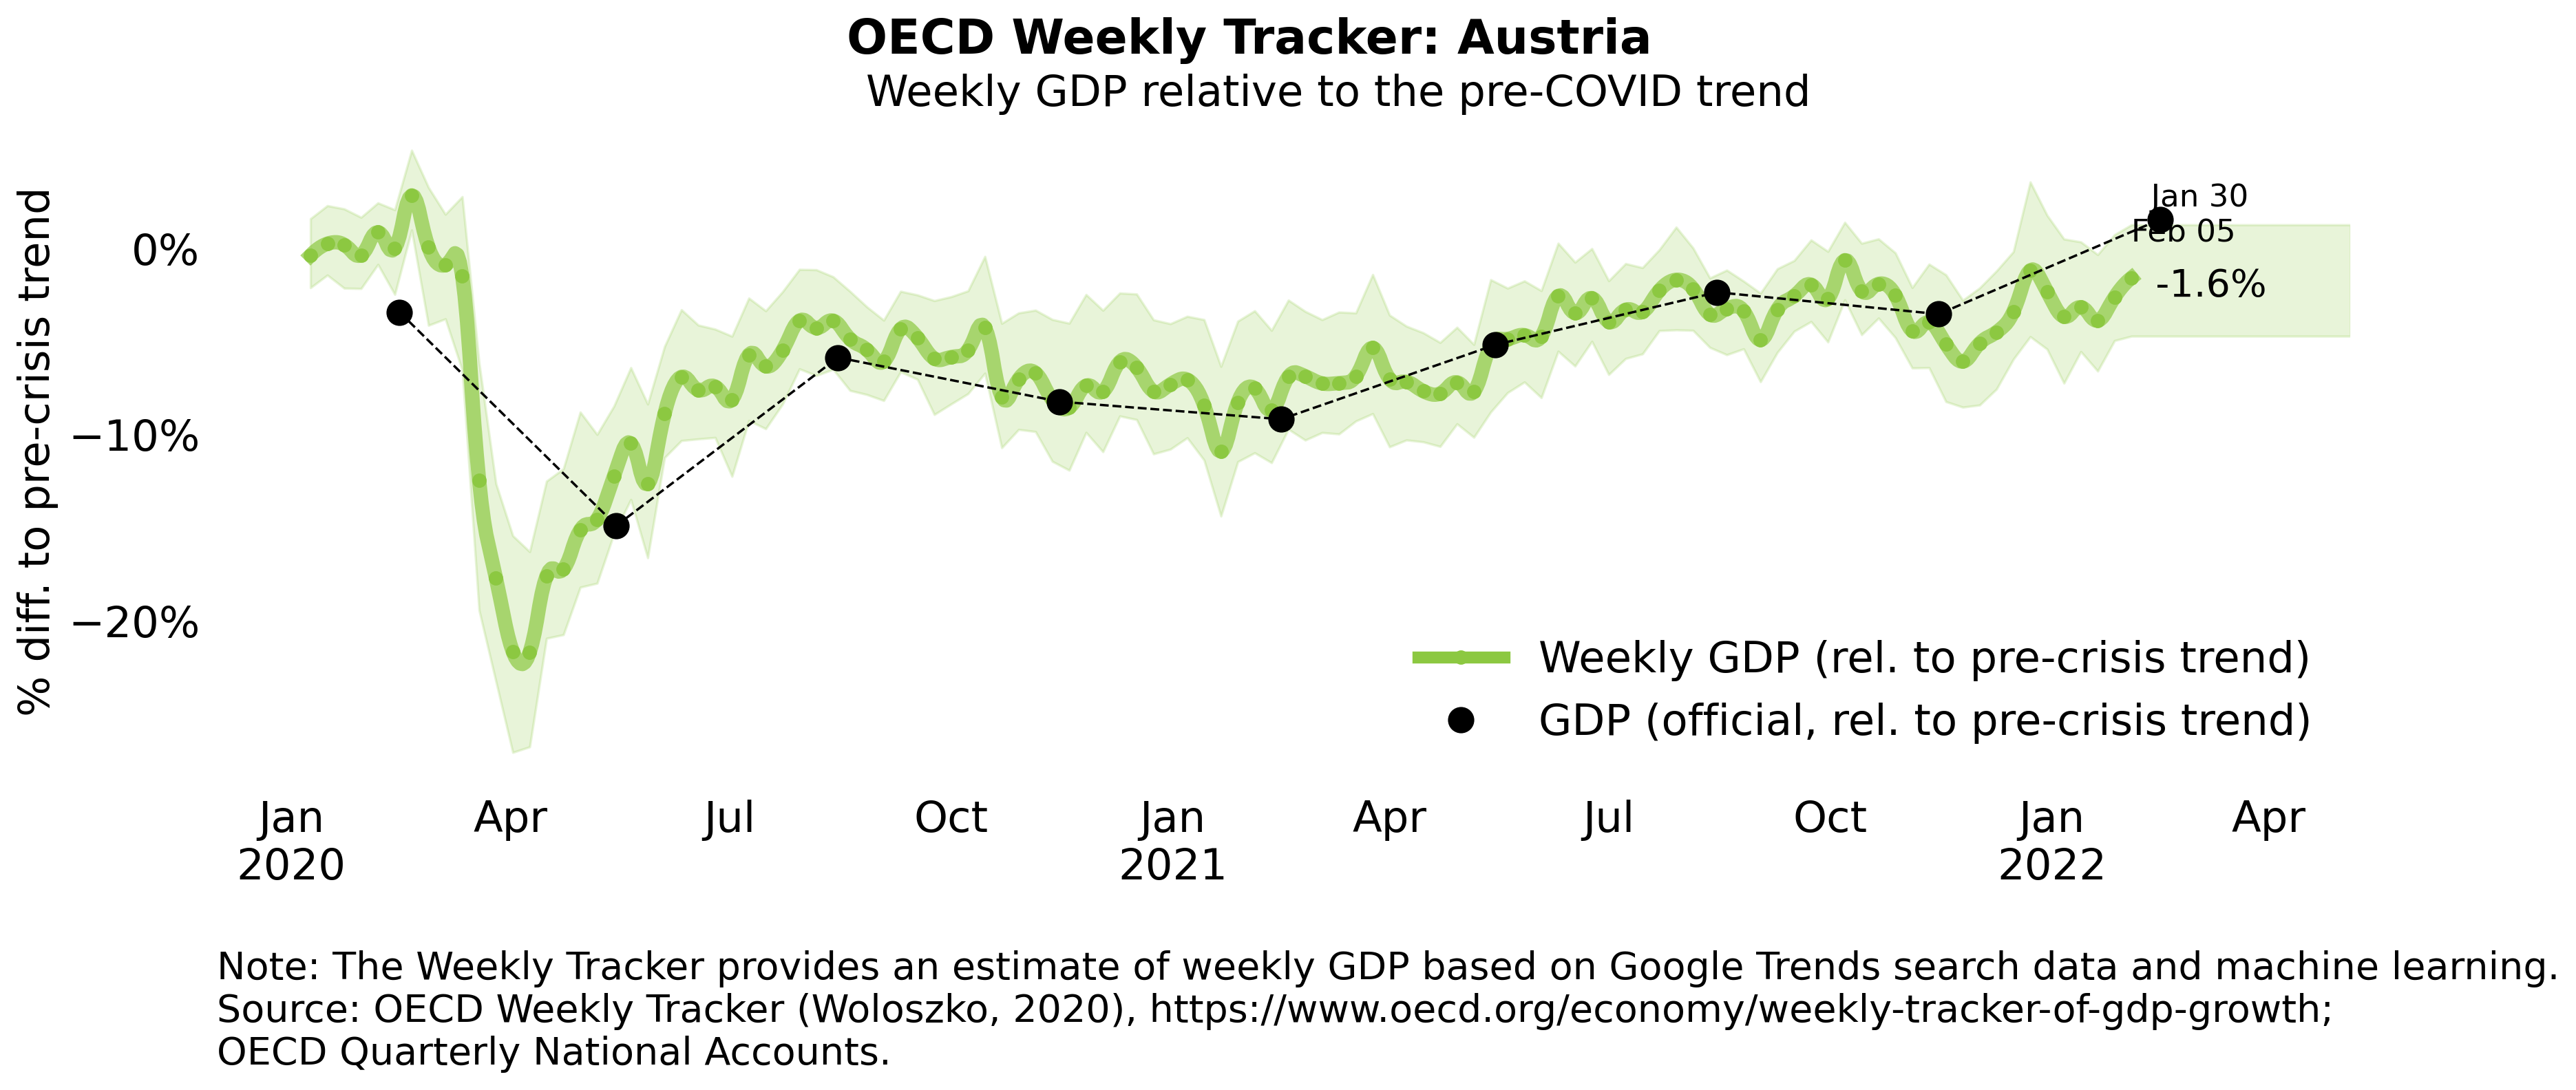 OECD Weekly Tracker: Austria
Weekly GDP relative to the pre-COVID trend
% diff. to pre-crisis trend
0%
−10%
−20%
Jan 30
Feb 05
-1.6%
Weekly GDP (rel. to pre-crisis trend)
GDP (official, rel. to pre-crisis trend)
Jan Apr Jul Oct Jan Apr Jul Oct Jan Apr
2020 2021 2022
Note: The Weekly Tracker provides an estimate of weekly GDP based on Google Trends search data and machine learning.
Source: OECD Weekly Tracker (Woloszko, 2020), https://www.oecd.org/economy/weekly-tracker-of-gdp-growth;
OECD Quarterly National Accounts.